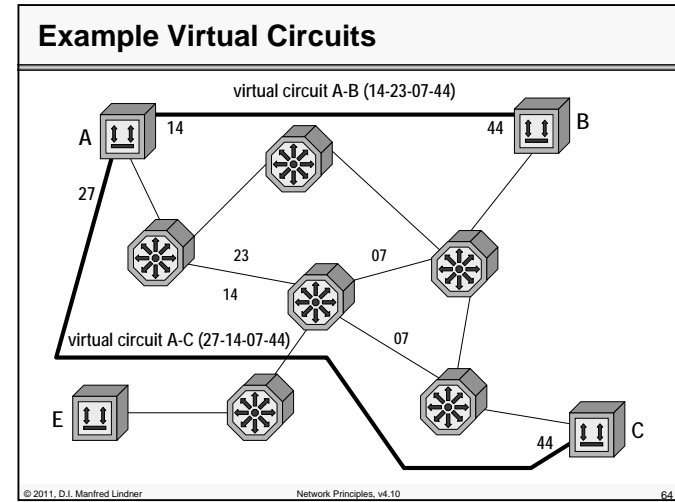 Example Virtual Circuits
virtual circuit A-B (14-23-07-44)
A
14
44
B
27
23
07
14
virtual circuit A-C (27-14-07-44)
07
E
44
C
© 2011, D.I. Manfred Lindner
Network Principles, v4.10
64